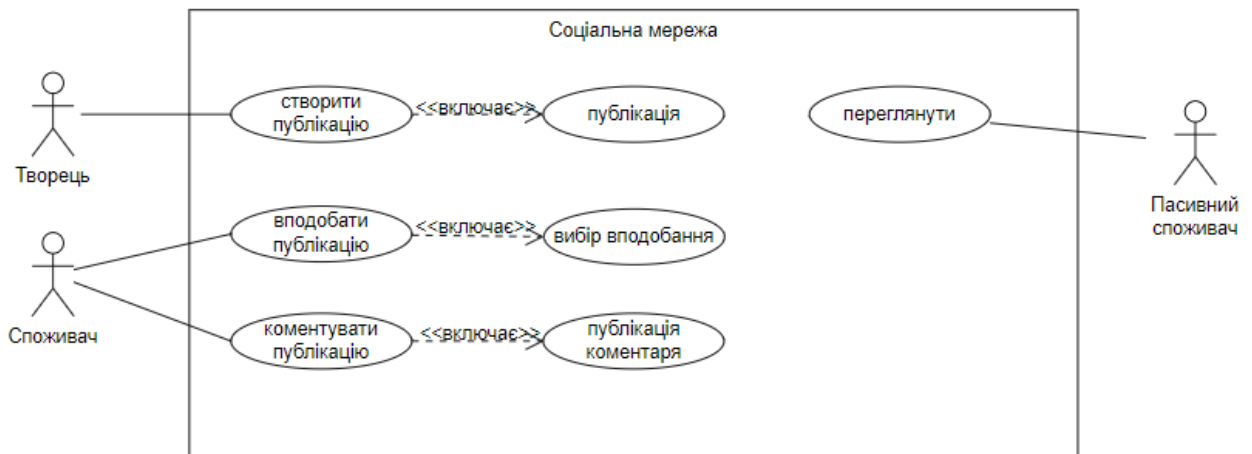 Соціальна мережа
створити
публікацію
<<включає>>
публікація
переглянути
Творець
вподобати
публікацію
<<включає>>
вибір вподобання
Пасивний
споживач
Споживач
коментувати
публікацію
<<включає>>
публікація
коментаря